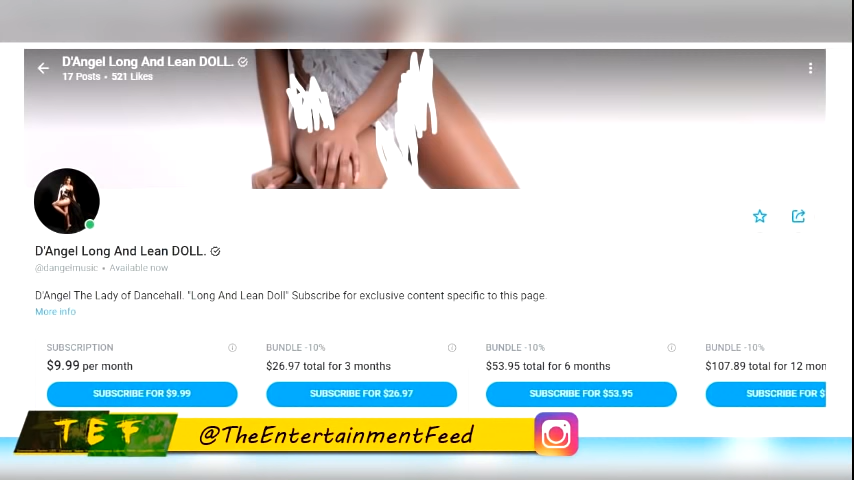 D'Angel Long And Lean DOLL.
17 Posts • 521 Likes
D'Angel Long And Lean DOLL.
@dangelmusic • Available now
D'Angel The Lady of Dancehall. "Long And Lean Doll" Subscribe for exclusive content specific to this page.
More info
SUBSCRIPTION
$9.99 per month
SUBSCRIBE FOR $9.99
BUNDLE -10%
$26.97 total for 3 months
SUBSCRIBE FOR $26.97
BUNDLE -10%
$53.95 total for 6 months
SUBSCRIBE FOR $53.95
BUNDLE -10%
$107.89 total for 12 mon
SUBSCRIBE FOR $
TEF
@TheEntertainmentFeed